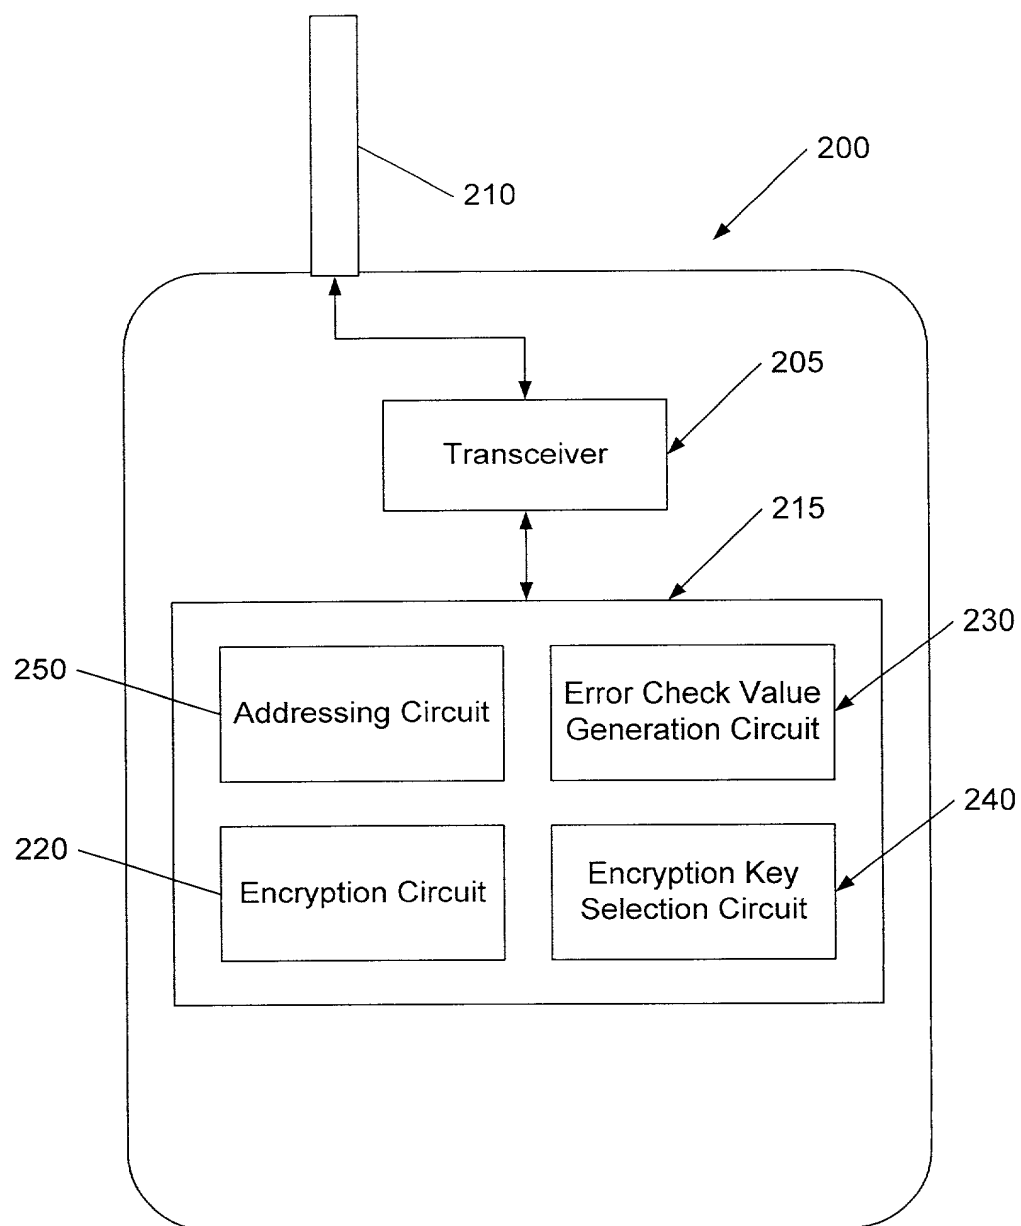 200
210
205
Transceiver
215
230
250
Addressing Circuit
Error Check Value
Generation Circuit
240
220
Encryption Circuit
Encryption Key
Selection Circuit